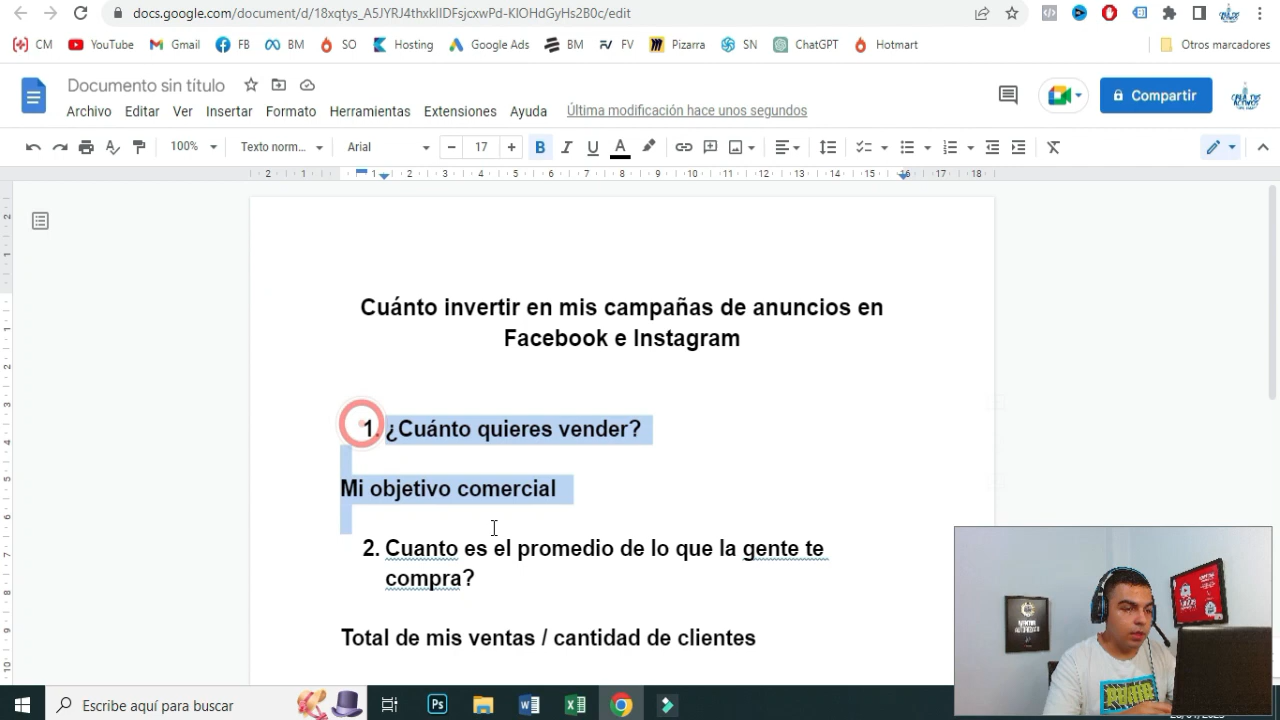 docs.google.com/document/d/18xqtys_A5JYRJ4thxkIIDFsjcxwPd-KIOHdGyHs2B0c/edit
CM YouTube Gmail FB BM SO Hosting Google Ads BM FV Pizarra SN ChatGPT Hotmart Otros marcadores
Documento sin título
Compartir
Archivo Editar Ver Insertar Formato Herramientas Extensiones Ayuda Última modificación hace unos segundos
100% Texto norm... Arial 17
Cuánto invertir en mis campañas de anuncios en
Facebook e Instagram
1. ¿Cuánto quieres vender?
Mi objetivo comercial
2. Cuanto es el promedio de lo que la gente te
compra?
Total de mis ventas / cantidad de clientes
Escribe aquí para buscar